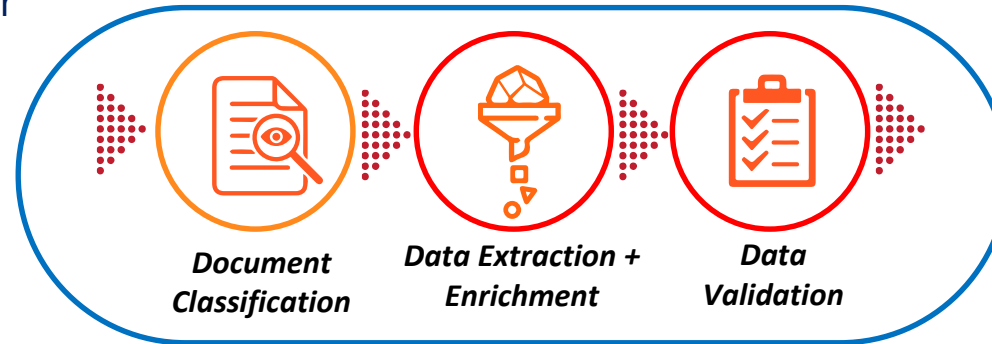 r
Document
Classification
Data Extraction +
Enrichment
Data
Validation